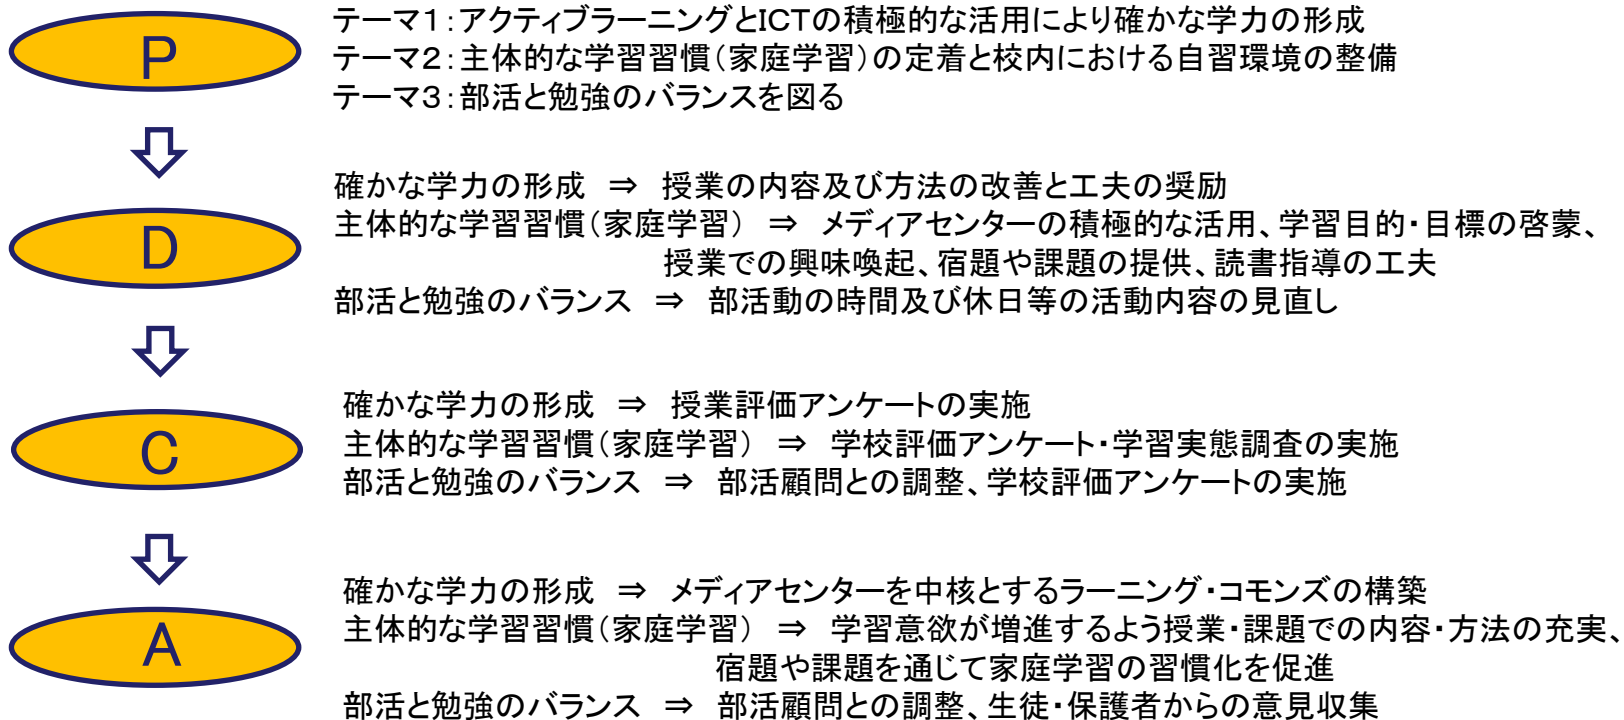 P
テーマ1：アクティブラーニングとICTの積極的な活用により確かな学力の形成
テーマ2：主体的な学習習慣（家庭学習）の定着と校内における自習環境の整備
テーマ3：部活と勉強のバランスを図る
D
確かな学力の形成　⇒　授業の内容及び方法の改善と工夫の奨励
主体的な学習習慣（家庭学習）　⇒　メディアセンターの積極的な活用、学習目的・目標の啓蒙、
授業での興味喚起、宿題や課題の提供、読書指導の工夫
部活と勉強のバランス　⇒　部活動の時間及び休日等の活動内容の見直し
C
確かな学力の形成　⇒　授業評価アンケートの実施
主体的な学習習慣（家庭学習）　⇒　学校評価アンケート・学習実態調査の実施
部活と勉強のバランス　⇒　部活顧問との調整、学校評価アンケートの実施
A
確かな学力の形成　⇒　メディアセンターを中核とするラーニング・コモンズの構築
主体的な学習習慣（家庭学習）　⇒　学習意欲が増進するよう授業・課題での内容・方法の充実、
宿題や課題を通じて家庭学習の習慣化を促進
部活と勉強のバランス　⇒　部活顧問との調整、生徒・保護者からの意見収集